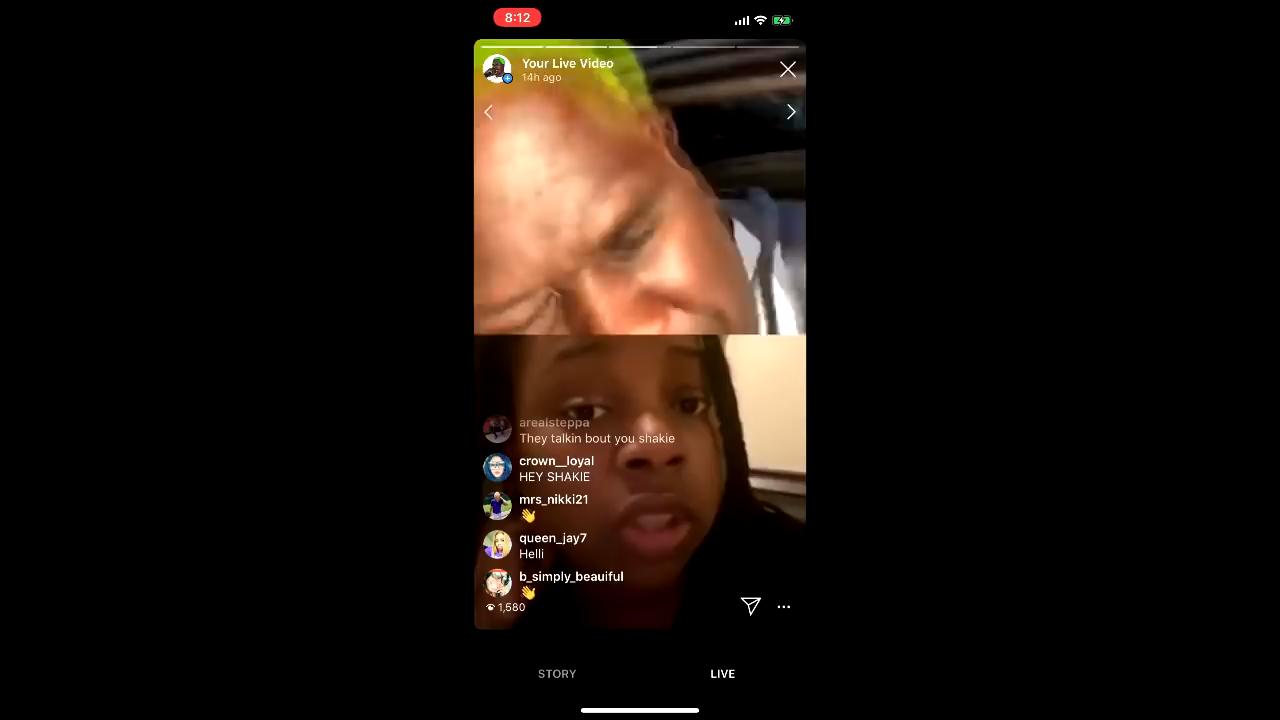 8:12
Your Live Video
14h ago
arealsteppa
They talkin bout you shakie
crown__loyal
HEY SHAKIE
mrs_nikki21
👋
queen_jay7
Helli
b_simply_beauiful
👋
1,580
STORY
LIVE